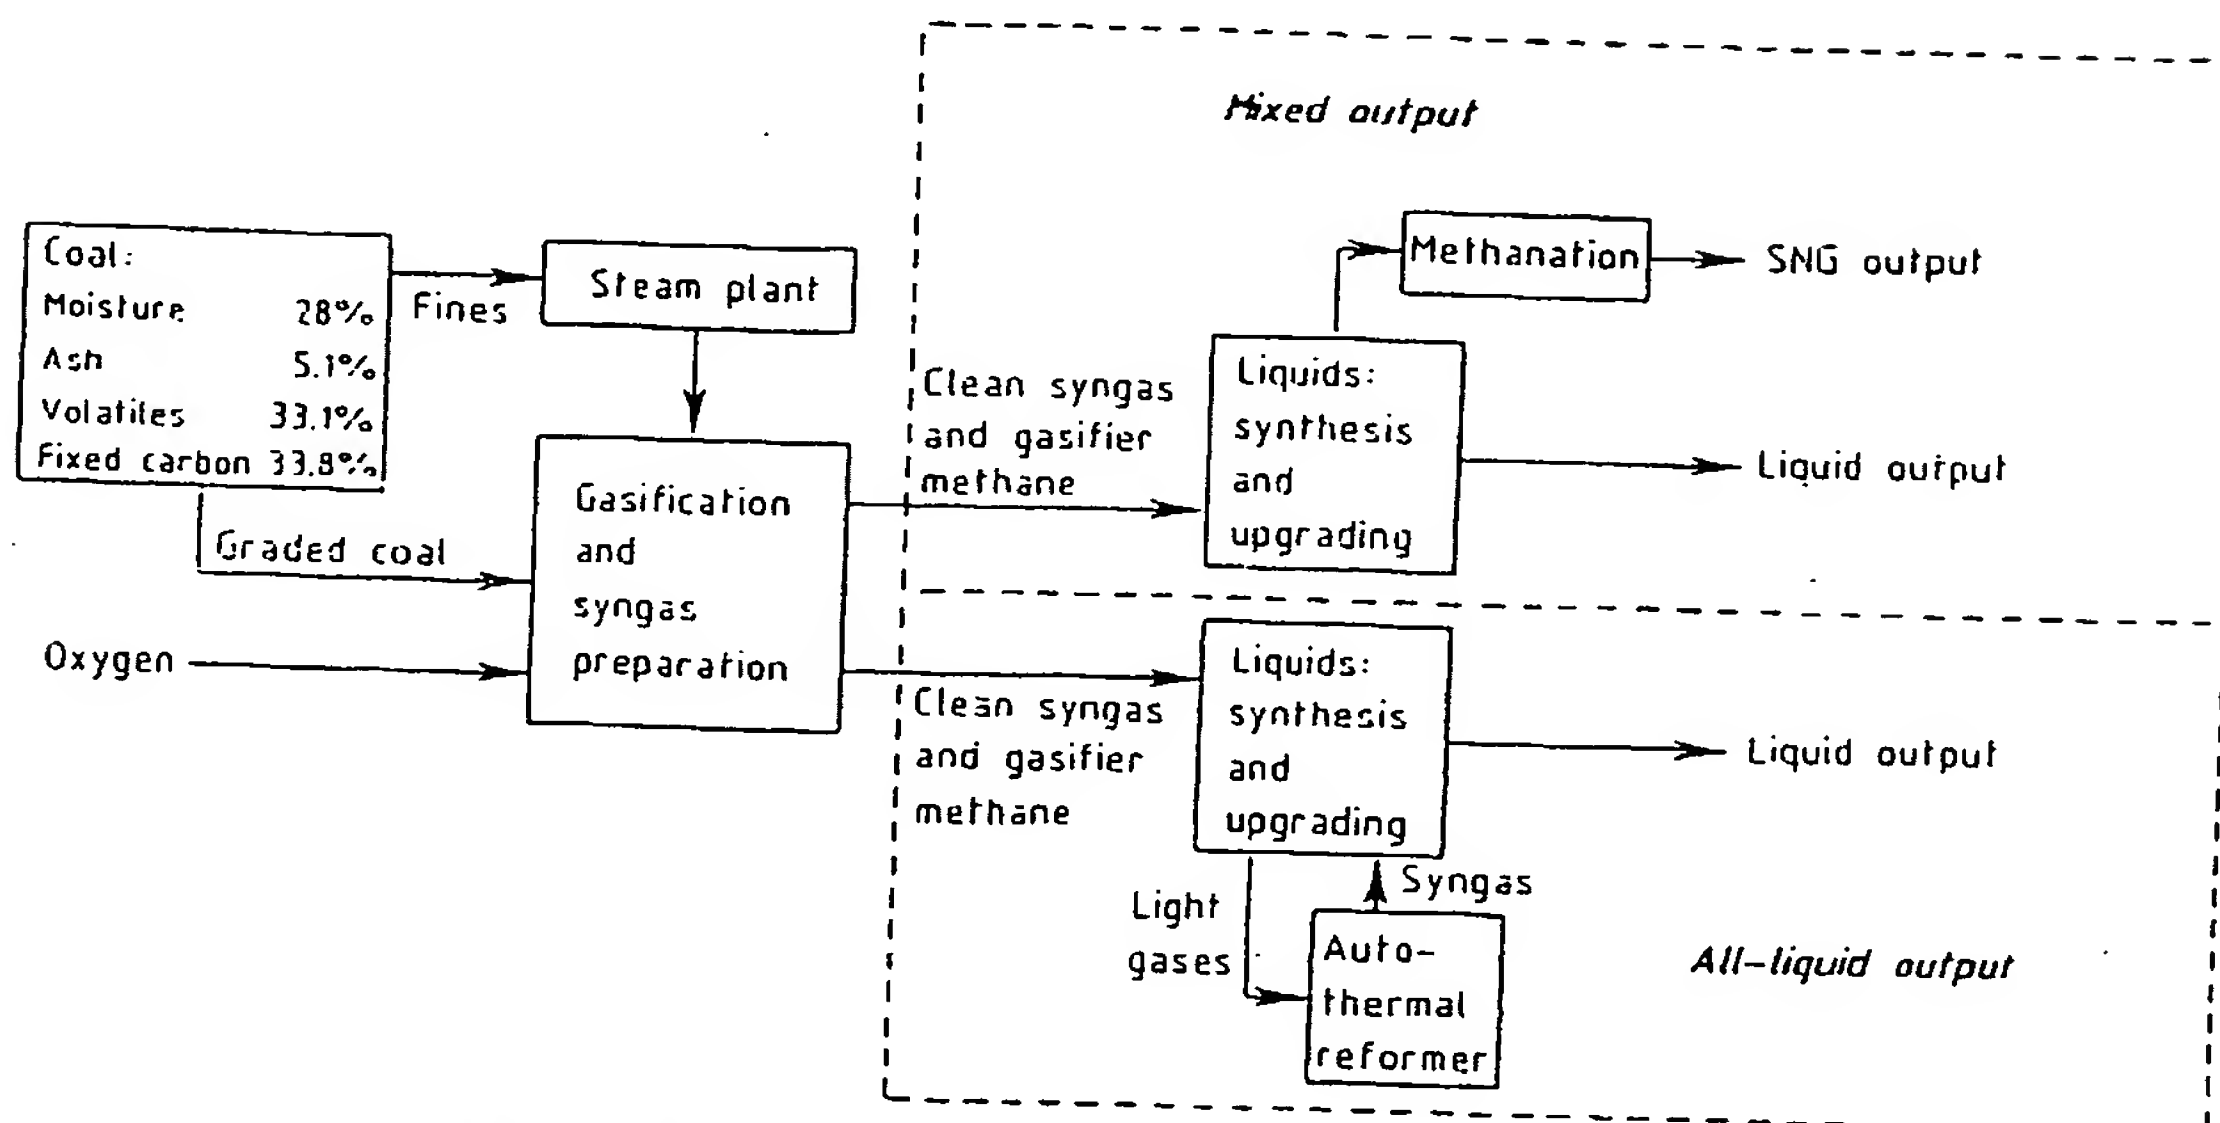 Mixed output
Coal:
Moisture 28%
Ash 5.1%
Volatiles 33.1%
Fixed carbon 33.8%
Fines
Steam plant
Graded coal
Oxygen
Gasification
and
syngas
preparation
Clean syngas
and gasifier
methane
Liquids:
synthesis
and
upgrading
Methanation
SNG output
Liquid output
Clean syngas
and gasifier
methane
Liquids:
synthesis
and
upgrading
Liquid output
Light
gases
Syngas
Auto-
thermal
reformer
All-liquid output